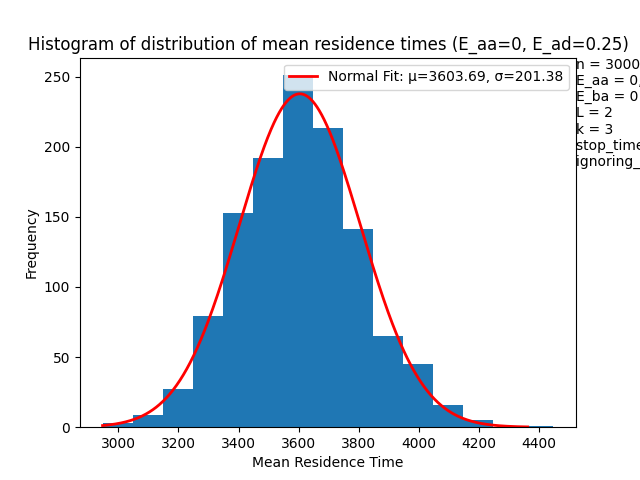 Histogram of distribution of mean residence times (E_aa=0, E_ad=0.25)
Normal Fit: μ=3603.69, σ=201.38
n = 3000
E_aa = 0,
E_ba = 0
L = 2
k = 3
stop_time
ignoring_
250
200
150
100
50
0
Frequency
3000 3200 3400 3600 3800 4000 4200 4400
Mean Residence Time